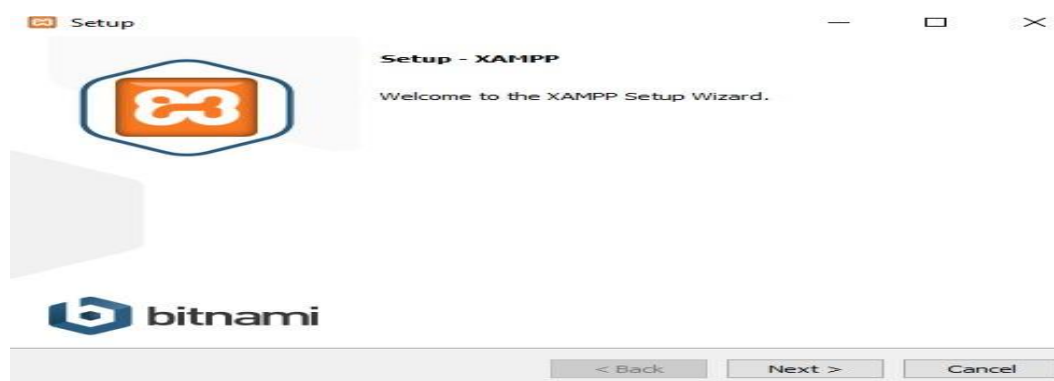 Setup
Setup - XAMPP
Welcome to the XAMPP Setup Wizard.
bitnami
< Back
Next >
Cancel